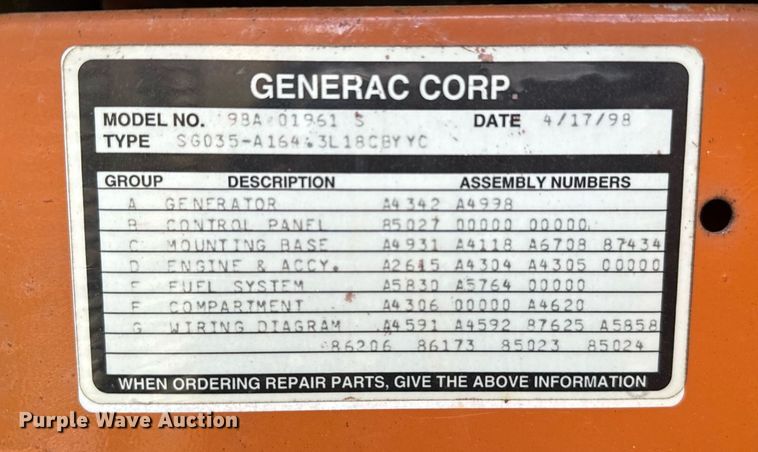 GENERAC CORP.
MODEL NO. 98A 01961 S DATE 4/17/98
TYPE SG035-A164.3L18CBYYC
GROUP DESCRIPTION ASSEMBLY NUMBERS
A GENERATOR A4342 A4998
B CONTROL PANEL 85027 00000 00000
C MOUNTING BASE A4931 A4118 A6708 87434
D ENGINE & ACCY. A2615 A4304 A4305 00000
E FUEL SYSTEM A5830 A5764 00000
F COMPARTMENT A4306 00000 A4620
G WIRING DIAGRAM A4591 A4592 87625 A5858
86206 86173 85023 85024
WHEN ORDERING REPAIR PARTS, GIVE THE ABOVE INFORMATION
Purple Wave Auction